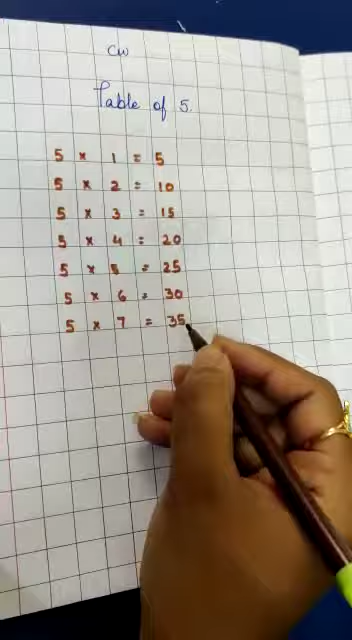 CW
Table of 5.
5 × 1 = 5
5 × 2 = 10
5 × 3 = 15
5 × 4 = 20
5 × 5 = 25
5 × 6 = 30
5 × 7 = 35